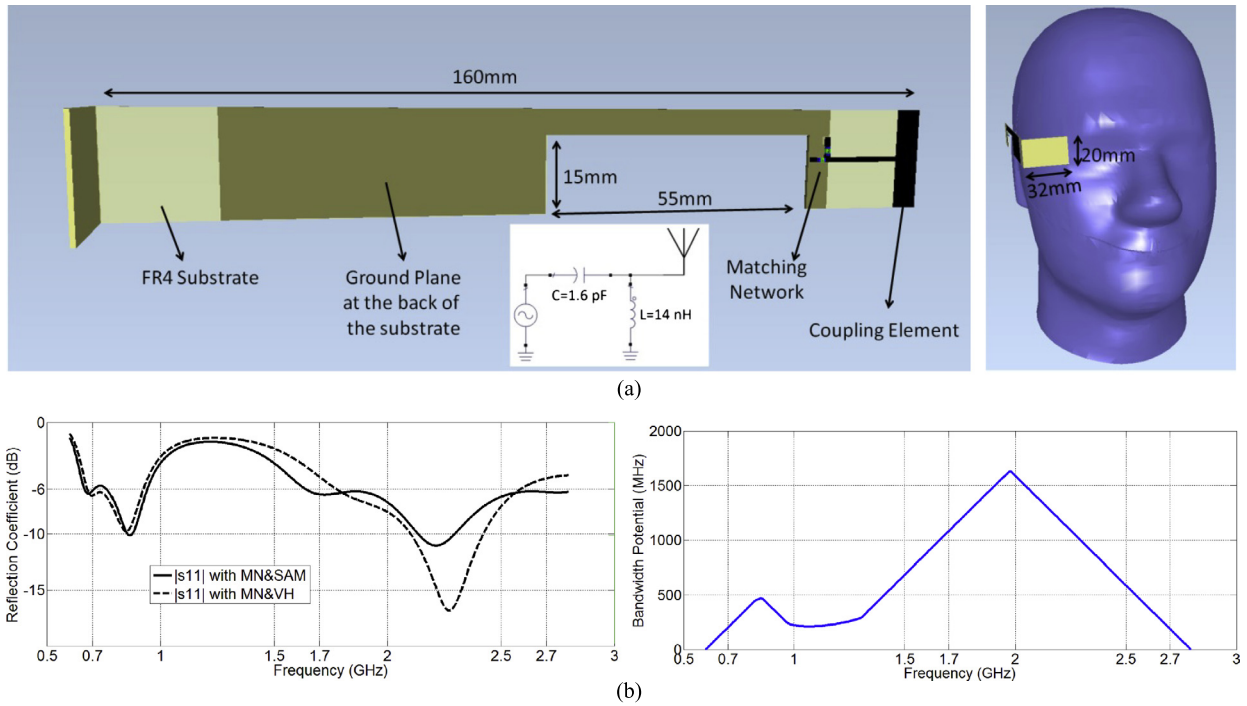 160mm
15mm
55mm
FR4 Substrate
Ground Plane
at the back of
the substrate
C=1.6 pF
L=14 nH
Matching
Network
Coupling Element
20mm
32mm
(a)
Reflection Coefficient (dB)
0
-6
-10
-15
|s11| with MN&SAM
|s11| with MN&VH
0.5 0.7 1 1.5 1.7 2 2.5 2.7 3
Frequency (GHz)
Bandwidth Potential (MHz)
2000
1500
1000
500
0
0.5 0.7 1 1.5 1.7 2 2.5 2.7 3
Frequency (GHz)
(b)